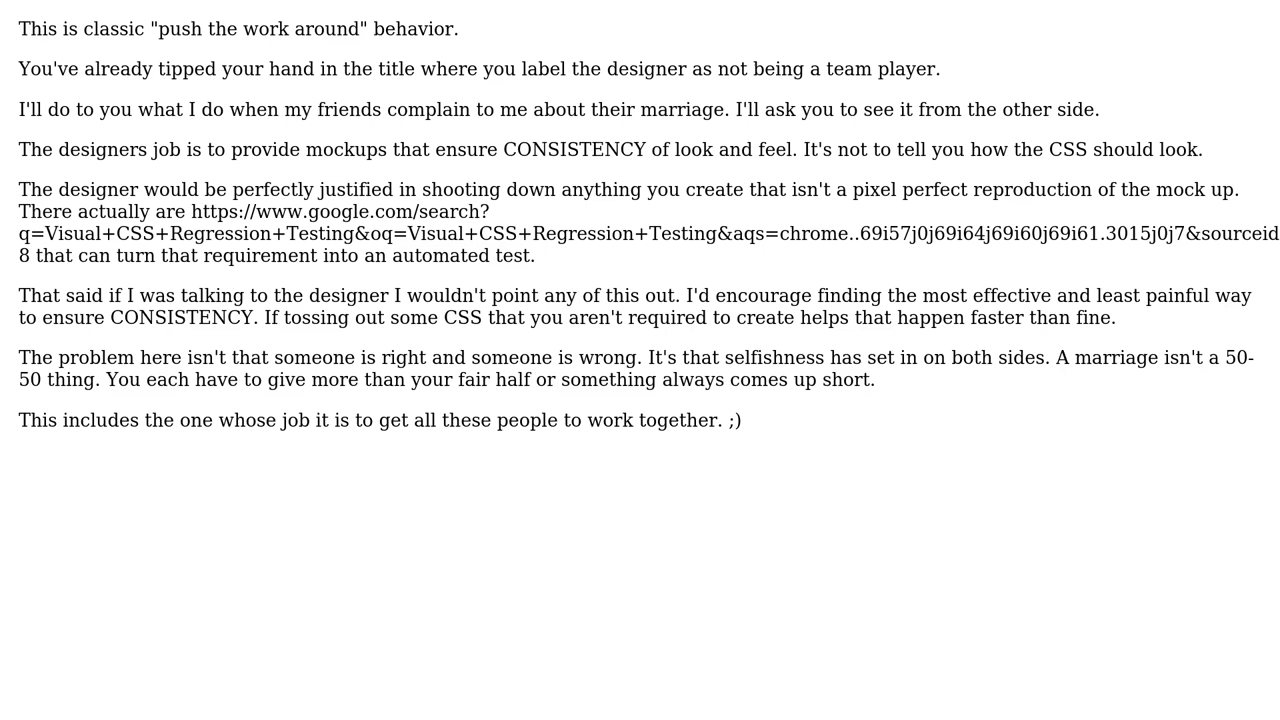 This is classic "push the work around" behavior.
You've already tipped your hand in the title where you label the designer as not being a team player.
I'll do to you what I do when my friends complain to me about their marriage. I'll ask you to see it from the other side.
The designers job is to provide mockups that ensure CONSISTENCY of look and feel. It's not to tell you how the CSS should look.
The designer would be perfectly justified in shooting down anything you create that isn't a pixel perfect reproduction of the mock up.
There actually are https://www.google.com/search?
q=Visual+CSS+Regression+Testing&oq=Visual+CSS+Regression+Testing&aqs=chrome..69i57j0j69i64j69i60j69i61.3015j0j7&sourceid
8 that can turn that requirement into an automated test.
That said if I was talking to the designer I wouldn't point any of this out. I'd encourage finding the most effective and least painful way
to ensure CONSISTENCY. If tossing out some CSS that you aren't required to create helps that happen faster than fine.
The problem here isn't that someone is right and someone is wrong. It's that selfishness has set in on both sides. A marriage isn't a 50-
50 thing. You each have to give more than your fair half or something always comes up short.
This includes the one whose job it is to get all these people to work together. ;)